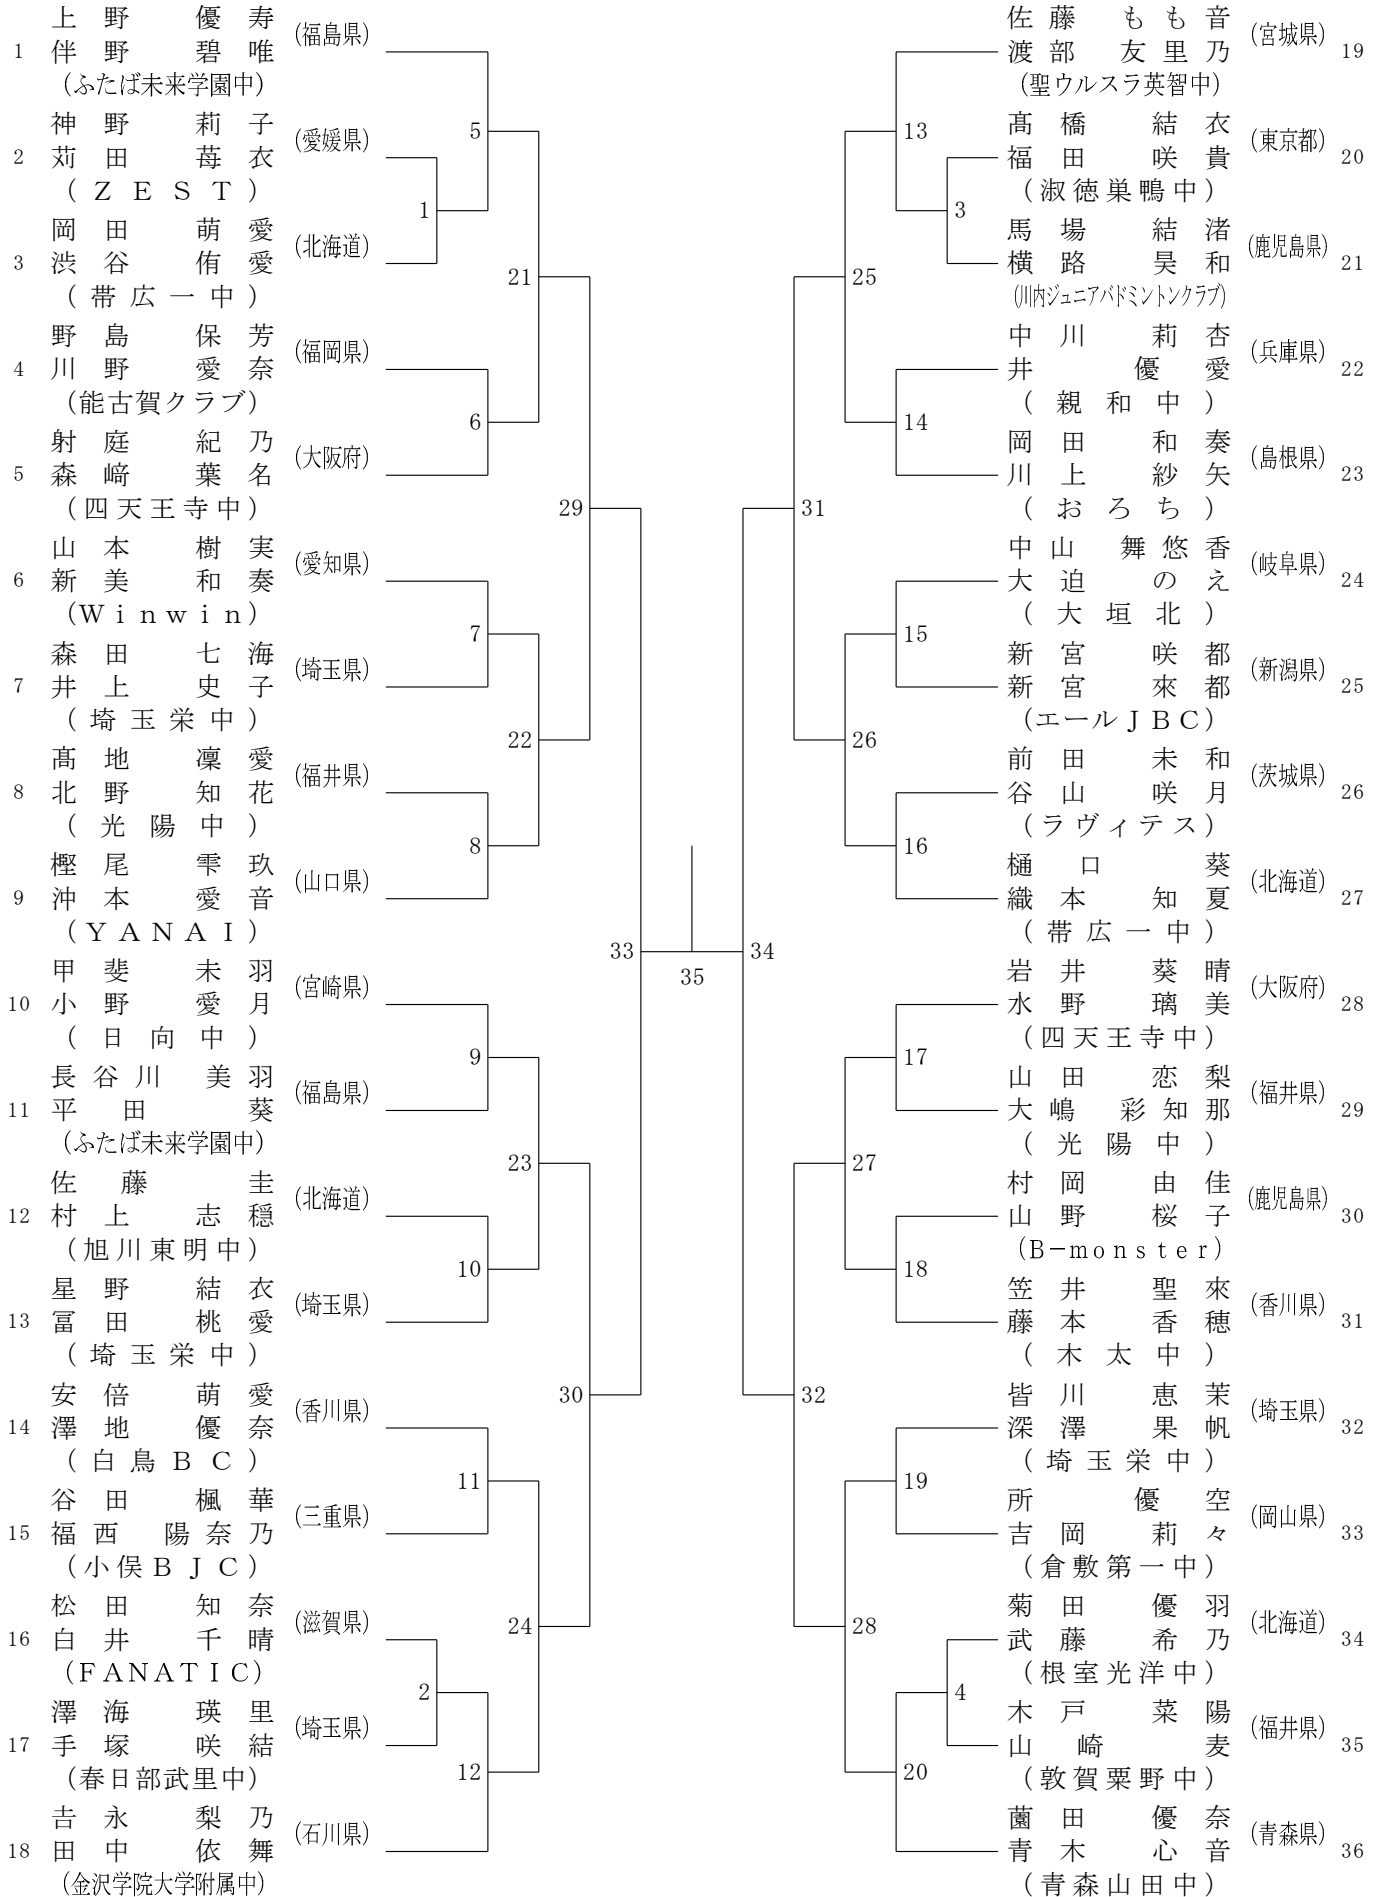 上野 優寿 (福島県)
1 伴野 碧唯
(ふたば未来学園中)
神野 莉子 (愛媛県)
2 苅田 苺衣
(ZEST)
岡田 萌愛 (北海道)
3 渋谷 侑愛
(帯広一中)
野島 保芳 (福岡県)
4 川野 愛奈
(能古賀クラブ)
射庭 紀乃 (大阪府)
5 森﨑 葉名
(四天王寺中)
山本 樹実 (愛知県)
6 新美 和奏
(Winwin)
森田 七海 (埼玉県)
7 井上 史子
(埼玉栄中)
髙地 凜愛 (福井県)
8 北野 知花
(光陽中)
樫尾 雫玖 (山口県)
9 沖本 愛音
(YANAI)
甲斐 未羽 (宮崎県)
10 小野 愛月
(日向中)
長谷川 美羽 (福島県)
11 平田 葵
(ふたば未来学園中)
佐藤 圭 (北海道)
12 村上 志穏
(旭川東明中)
星野 結衣 (埼玉県)
13 冨田 桃愛
(埼玉栄中)
安倍 萌愛 (香川県)
14 澤地 優奈
(白鳥BC)
谷田 楓華 (三重県)
15 福西 陽奈乃
(小俣BJC)
松田 知奈 (滋賀県)
16 白井 千晴
(FANATIC)
澤海 瑛里 (埼玉県)
17 手塚 咲結
(春日部武里中)
𠮷永 梨乃 (石川県)
18 田中 依舞
(金沢学院大学附属中)
1
2
5
6
7
8
9
10
11
12
21
22
23
24
29
30
33
35
34
31
32
25
26
27
28
13
14
15
16
17
18
19
20
3
4
佐藤 もも音 (宮城県)
渡部 友里乃 19
(聖ウルスラ英智中)
髙橋 結衣 (東京都)
福田 咲貴 20
(淑徳巣鴨中)
馬場 結渚 (鹿児島県)
横路 昊和 21
(川内ジュニアバドミントンクラブ)
中川 莉杏 (兵庫県)
井 優愛 22
(親和中)
岡田 和奏 (島根県)
川上 紗矢 23
(おろち)
中山 舞悠香 (岐阜県)
大迫 のえ 24
(大垣北)
新宮 咲都 (新潟県)
新宮 來都 25
(エールJBC)
前田 未和 (茨城県)
谷山 咲月 26
(ラヴィテス)
樋口 葵 (北海道)
織本 知夏 27
(帯広一中)
岩井 葵晴 (大阪府)
水野 璃美 28
(四天王寺中)
山田 恋梨 (福井県)
大嶋 彩知那 29
(光陽中)
村岡 由佳 (鹿児島県)
山野 桜子 30
(B-monster)
笠井 聖來 (香川県)
藤本 香穂 31
(木太中)
皆川 恵茉 (埼玉県)
深澤 果帆 32
(埼玉栄中)
所 優空 (岡山県)
吉岡 莉々 33
(倉敷第一中)
菊田 優羽 (北海道)
武藤 希乃 34
(根室光洋中)
木戸 菜陽 (福井県)
山崎 麦 35
(敦賀粟野中)
薗田 優奈 (青森県)
青木 心音 36
(青森山田中)